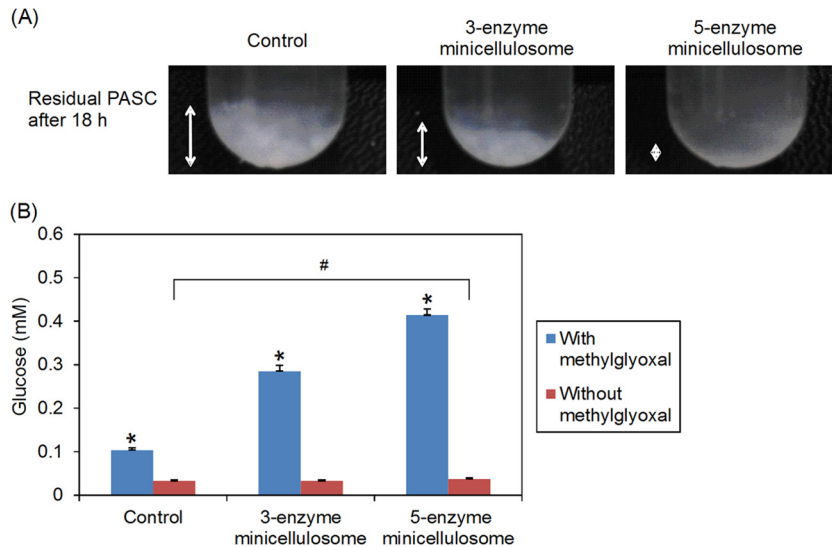 (A)
Control
3-enzyme
minicellulosome
5-enzyme
minicellulosome
Residual PASC
after 18 h
(B)
Glucose (mM)
0.6
0.5
0.4
0.3
0.2
0.1
0
#
*
*
*
With
methylglyoxal
Without
methylglyoxal
Control
3-enzyme
minicellulosome
5-enzyme
minicellulosome